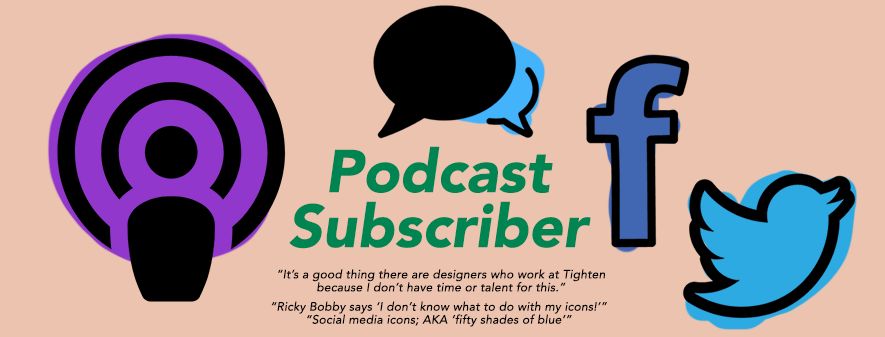 Podcast
Subscriber
"It's a good thing there are designers who work at Tighten
because I don't have time or talent for this."
"Ricky Bobby says 'I don't know what to do with my icons!'"
"Social media icons; AKA 'fifty shades of blue'"